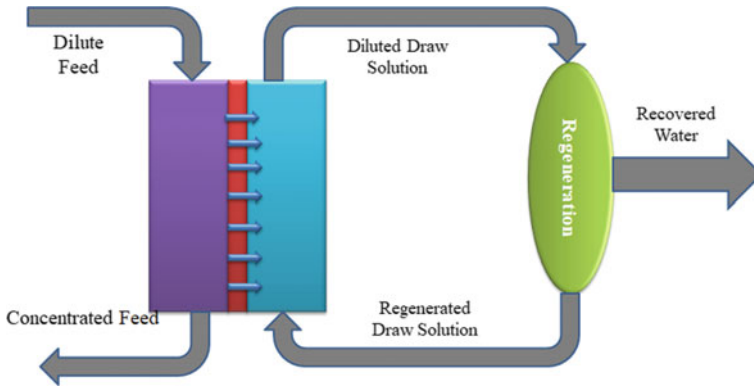 Dilute
Feed
Diluted Draw
Solution
Regeneration
Recovered
Water
Concentrated Feed
Regenerated
Draw Solution